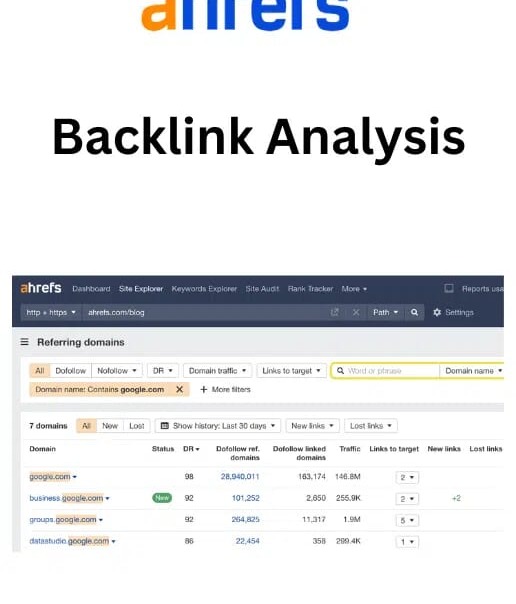 ahrefs
Backlink Analysis
ahrefs Dashboard Site Explorer Keywords Explorer Site Audit Rank Tracker More Reports usa
http + https ahrefs.com/blog Path Settings
Referring domains
All Dofollow Nofollow DR Domain traffic Links to target Word or phrase Domain name
Domain name: Contains google.com + More filters
7 domains All New Lost Show history: Last 30 days New links Lost links
Domain Status DR Dofollow ref. domains Dofollow linked domains Traffic Links to target New links Lost links
google.com 98 28,940,011 163,174 146.8M 2
business.google.com New 92 101,252 2,650 255.9K 2 +2
groups.google.com 92 264,825 11,317 1.9M 5
datastudio.google.com 86 22,454 358 299.4K 1